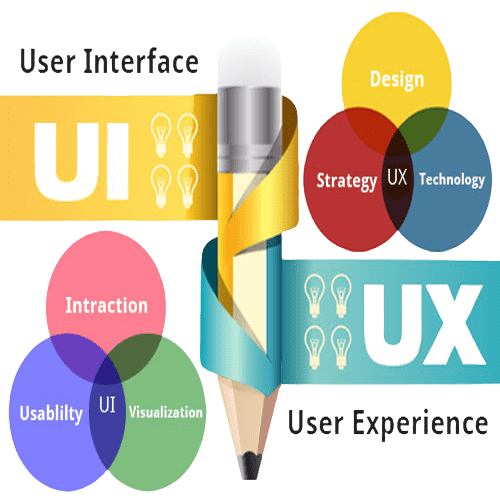 User Interface
UI
Design
Strategy
UX
Technology
Intraction
Usablilty
UI
Visualization
UX
User Experience